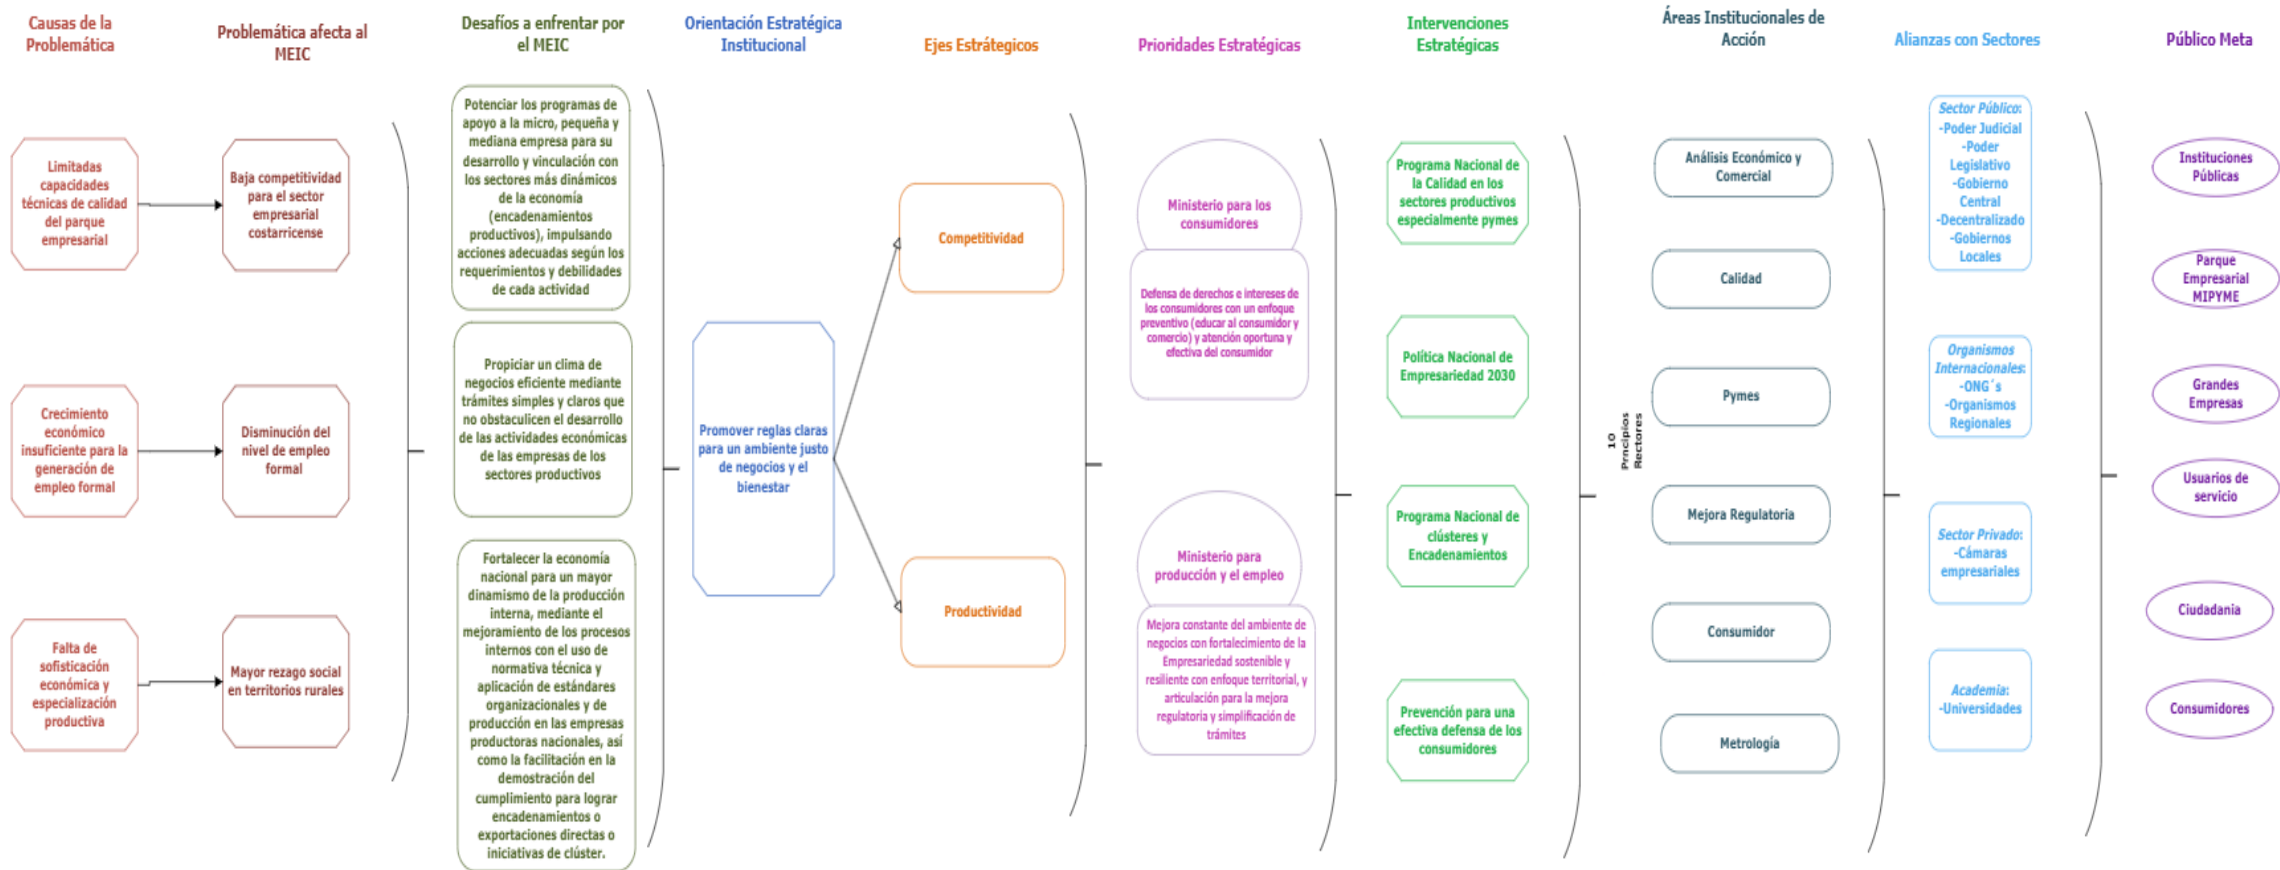 Causas de la
Problemática
Problemática afecta al
MEIC
Desafíos a enfrentar por
el MEIC
Orientación Estratégica
Institucional
Ejes Estrátegicos
Prioridades Estratégicas
Intervenciones
Estratégicas
Áreas Institucionales de
Acción
Alianzas con Sectores
Público Meta
Limitadas
capacidades
técnicas de calidad
del parque
empresarial
Crecimiento
económico
insuficiente para la
generación de
empleo formal
Falta de
sofisticación
económica y
especialización
productiva
Baja competitividad
para el sector
empresarial
costarricense
Disminución del
nivel de empleo
formal
Mayor rezago social
en territorios rurales
Potenciar los programas de
apoyo a la micro, pequeña y
mediana empresa para su
desarrollo y vinculación con
los sectores más dinámicos
de la economía
(encadenamientos
productivos), impulsando
acciones adecuadas según los
requerimientos y debilidades
de cada actividad
Propiciar un clima de
negocios eficiente mediante
trámites simples y claros que
no obstaculicen el desarrollo
de las actividades económicas
de las empresas de los
sectores productivos
Fortalecer la economía
nacional para un mayor
dinamismo de la producción
interna, mediante el
mejoramiento de los procesos
internos con el uso de
normativa técnica y
aplicación de estándares
organizacionales y de
producción en las empresas
productoras nacionales, así
como la facilitación en la
demostración del
cumplimiento para lograr
encadenamientos o
exportaciones directas o
iniciativas de clúster.
Promover reglas claras
para un ambiente justo
de negocios y el
bienestar
Competitividad
Productividad
Ministerio para los
consumidores
Defensa de derechos e intereses de
los consumidores con un enfoque
preventivo (educar al consumidor y
comercio) y atención oportuna y
efectiva del consumidor
Ministerio para
producción y el empleo
Mejora constante del ambiente de
negocios con fortalecimiento de la
Empresariedad sostenible y
resiliente con enfoque territorial, y
articulación para la mejora
regulatoria y simplificación de
trámites
Programa Nacional de
la Calidad en los
sectores productivos
especialmente pymes
Política Nacional de
Empresariedad 2030
Programa Nacional de
clústeres y
Encadenamientos
Prevención para una
efectiva defensa de los
consumidores
10
Prncipios
Rectores
Análisis Económico y
Comercial
Calidad
Pymes
Mejora Regulatoria
Consumidor
Metrología
Sector Público:
-Poder Judicial
-Poder
Legislativo
-Gobierno
Central
-Decentralizado
-Gobiernos
Locales
Organismos
Internacionales:
-ONG´s
-Organismos
Regionales
Sector Privado:
-Cámaras
empresariales
Academia:
-Universidades
Instituciones
Públicas
Parque
Empresarial
MIPYME
Grandes
Empresas
Usuarios de
servicio
Ciudadania
Consumidores